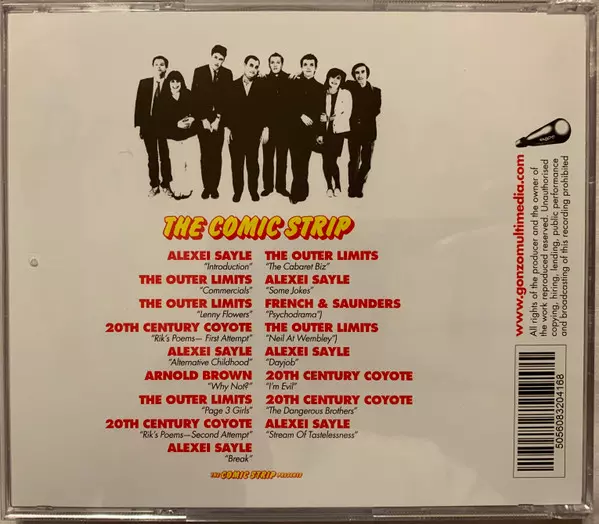 THE COMIC STRIP
ALEXEI SAYLE
"Introduction"
THE OUTER LIMITS
"Commercials"
THE OUTER LIMITS
"Lenny Flowers"
20TH CENTURY COYOTE
"Rik's Poems— First Attempt"
ALEXEI SAYLE
"Alternative Childhood"
ARNOLD BROWN
"Why Not?"
THE OUTER LIMITS
"Page 3 Girls"
20TH CENTURY COYOTE
"Rik's Poems—Second Attempt"
ALEXEI SAYLE
"Break"
THE OUTER LIMITS
"The Cabaret Biz"
ALEXEI SAYLE
"Some Jokes"
FRENCH & SAUNDERS
"Psychodrama")
THE OUTER LIMITS
"Neil At Wembley")
ALEXEI SAYLE
"Dayjob"
20TH CENTURY COYOTE
"I'm Evil"
20TH CENTURY COYOTE
"The Dangerous Brothers"
ALEXEI SAYLE
"Stream Of Tastelessness"
THE COMIC STRIP PRESENTS
www.gonzomultimedia.com
All rights of the producer and the owner of
the work reproduced reserved. Unauthorised
copying, hiring, lending, public performance
and broadcasting of this recording prohibited
5056083204168